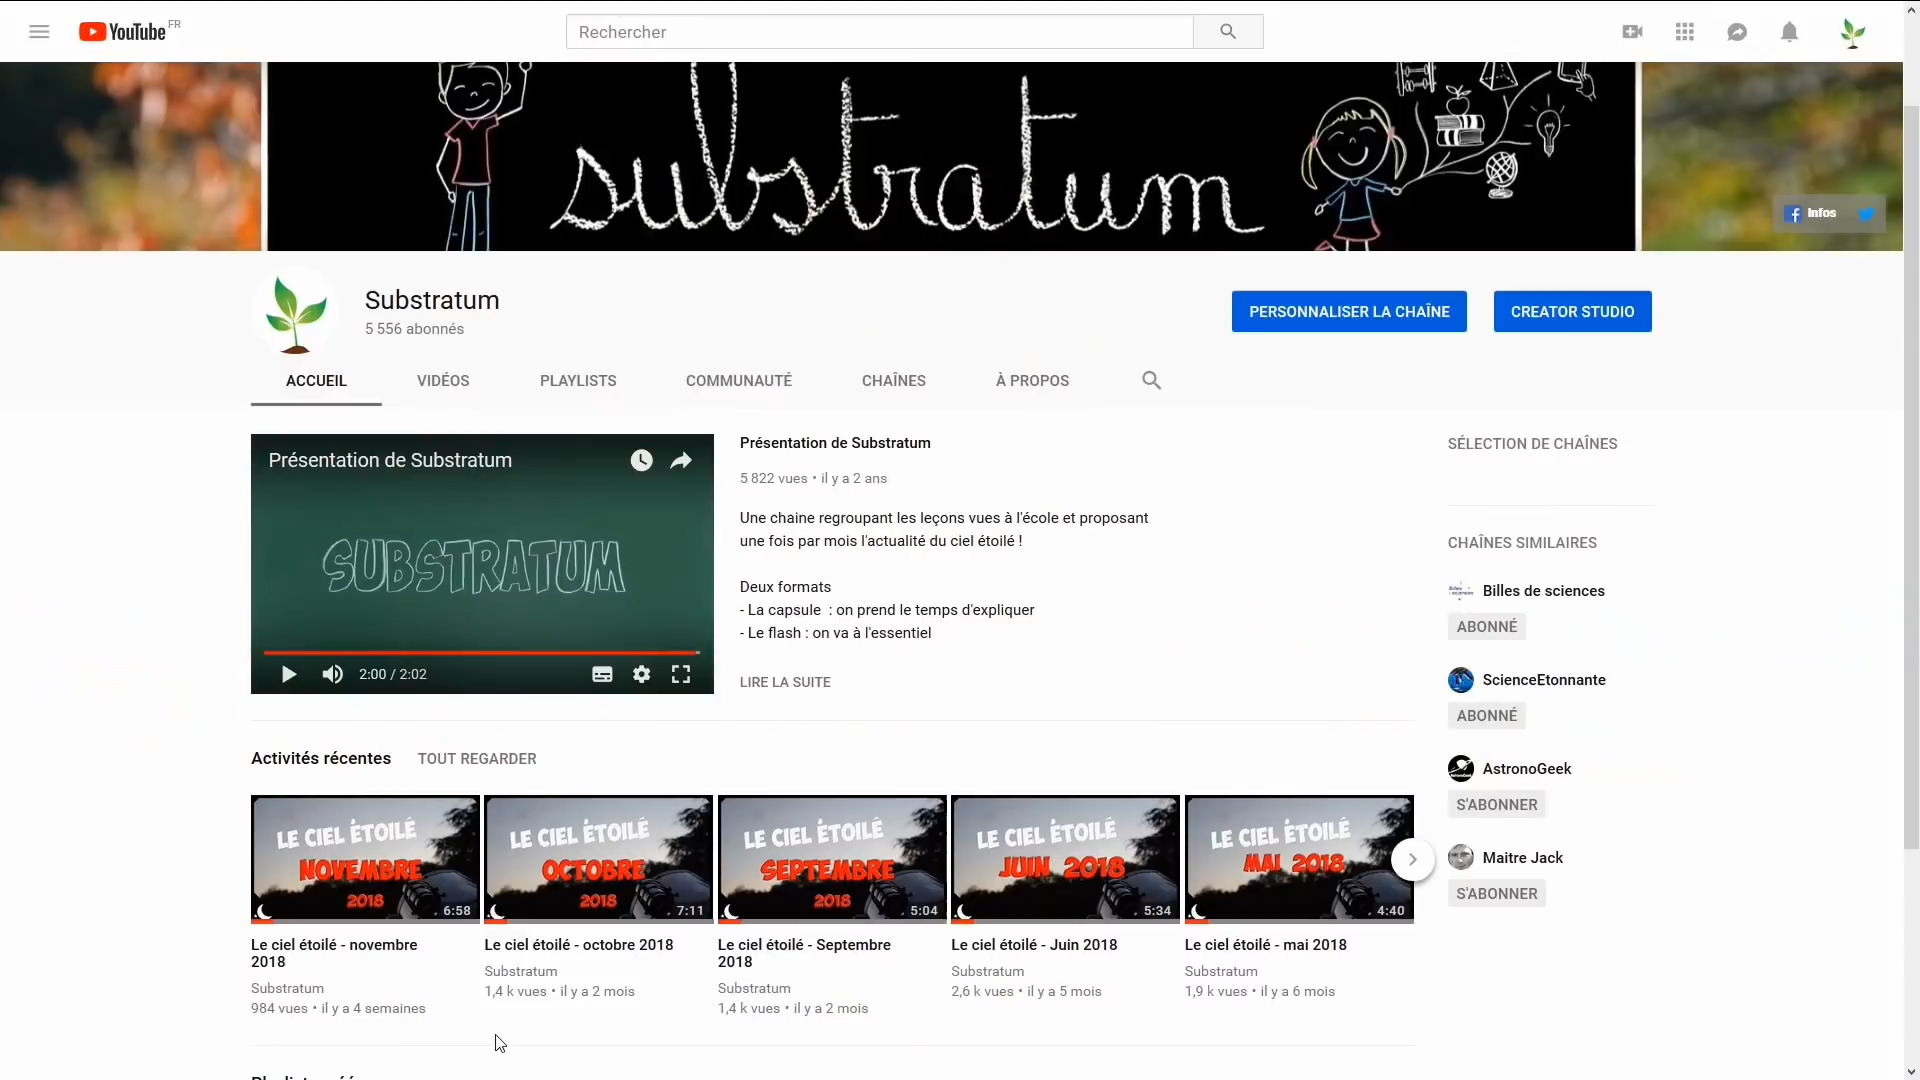 YouTube FR
Rechercher
substratum
Infos
Substratum
5 556 abonnés
PERSONNALISER LA CHAÎNE
CREATOR STUDIO
ACCUEIL
VIDÉOS
PLAYLISTS
COMMUNAUTÉ
CHAÎNES
À PROPOS
Présentation de Substratum
SUBSTRATUM
2:00 / 2:02
Présentation de Substratum
5 822 vues • il y a 2 ans
Une chaine regroupant les leçons vues à l'école et proposant
une fois par mois l'actualité du ciel étoilé !
Deux formats
- La capsule  : on prend le temps d'expliquer
- Le flash : on va à l'essentiel
LIRE LA SUITE
SÉLECTION DE CHAÎNES
CHAÎNES SIMILAIRES
Billes de sciences
ABONNÉ
ScienceEtonnante
ABONNÉ
AstronoGeek
S'ABONNER
Maitre Jack
S'ABONNER
Activités récentes
TOUT REGARDER
LE CIEL ÉTOILÉ
NOVEMBRE
2018
6:58
Le ciel étoilé - novembre
2018
Substratum
984 vues • il y a 4 semaines
LE CIEL ÉTOILÉ
OCTOBRE
2018
7:11
Le ciel étoilé - octobre 2018
Substratum
1,4 k vues • il y a 2 mois
LE CIEL ÉTOILÉ
SEPTEMBRE
2018
5:04
Le ciel étoilé - Septembre
2018
Substratum
1,4 k vues • il y a 2 mois
LE CIEL ÉTOILÉ
JUIN 2018
5:34
Le ciel étoilé - Juin 2018
Substratum
2,6 k vues • il y a 5 mois
LE CIEL ÉTOILÉ
MAI 2018
4:40
Le ciel étoilé - mai 2018
Substratum
1,9 k vues • il y a 6 mois